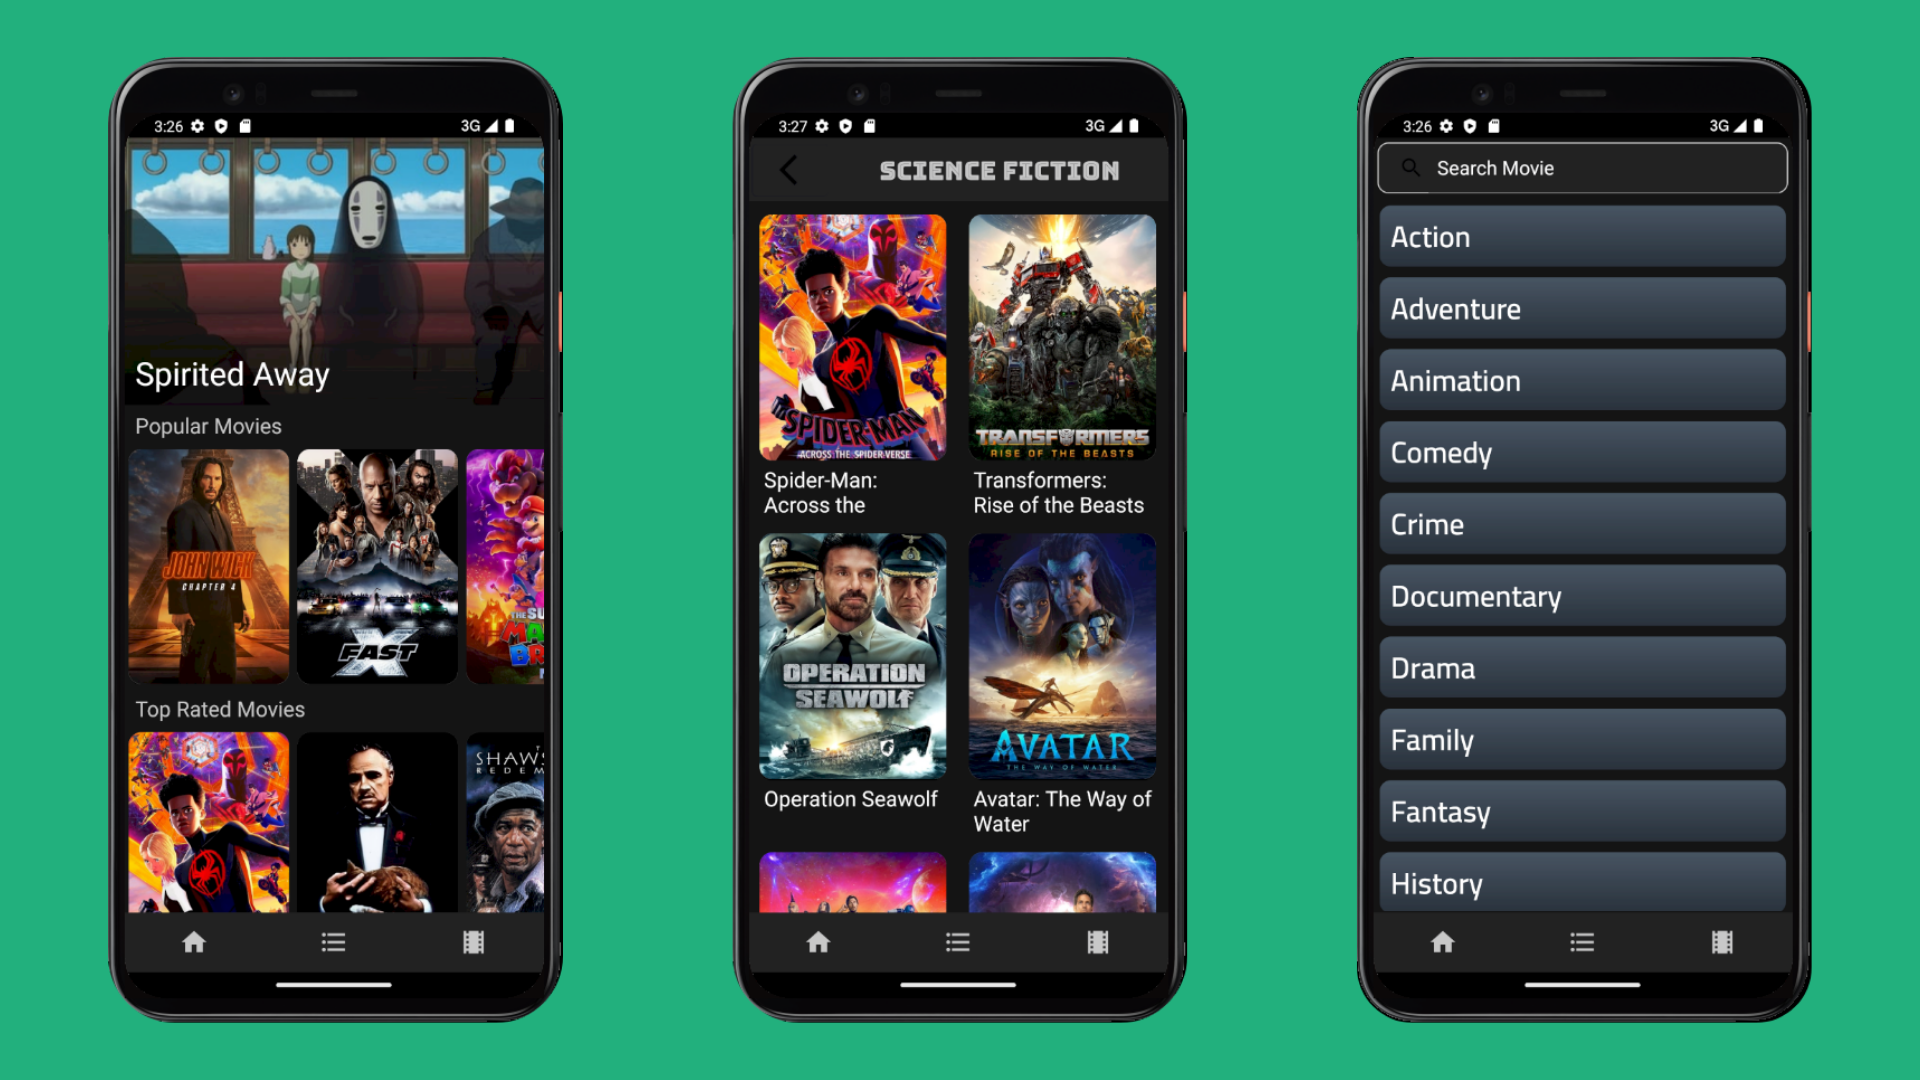 3:26
3G
Spirited Away
Popular Movies
JOHN WICK
CHAPTER 4
FAST X
THE SU
MA
BR
Top Rated Movies
SHAWS
REDEM
3:27
3G
SCIENCE FICTION
SPIDER-MAN
ACROSS THE SPIDER-VERSE
TRANSFORMERS
RISE OF THE BEASTS
Spider-Man:
Across the
Transformers:
Rise of the Beasts
OPERATION
SEAWOLF
AVATAR
THE WAY OF WATER
Operation Seawolf
Avatar: The Way of
Water
3:26
3G
Search Movie
Action
Adventure
Animation
Comedy
Crime
Documentary
Drama
Family
Fantasy
History